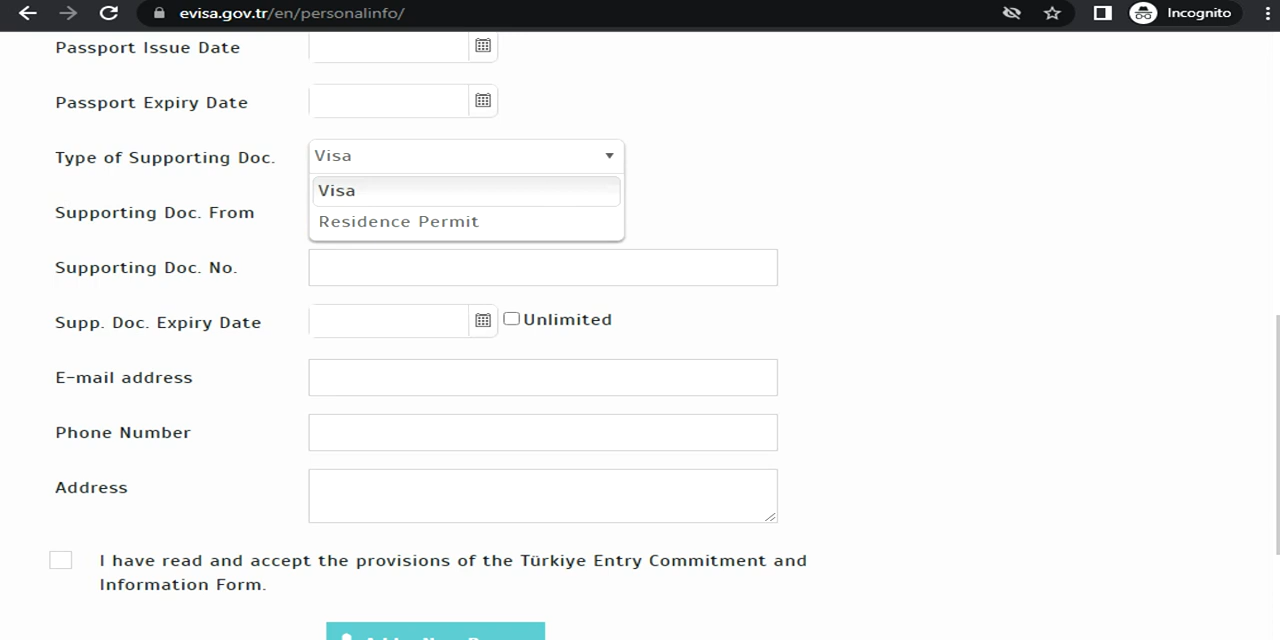 evisa.gov.tr/en/personalinfo/
Incognito
Passport Issue Date
Passport Expiry Date
Type of Supporting Doc.
Visa
Visa
Residence Permit
Supporting Doc. From
Supporting Doc. No.
Supp. Doc. Expiry Date
Unlimited
E-mail address
Phone Number
Address
I have read and accept the provisions of the Türkiye Entry Commitment and
Information Form.